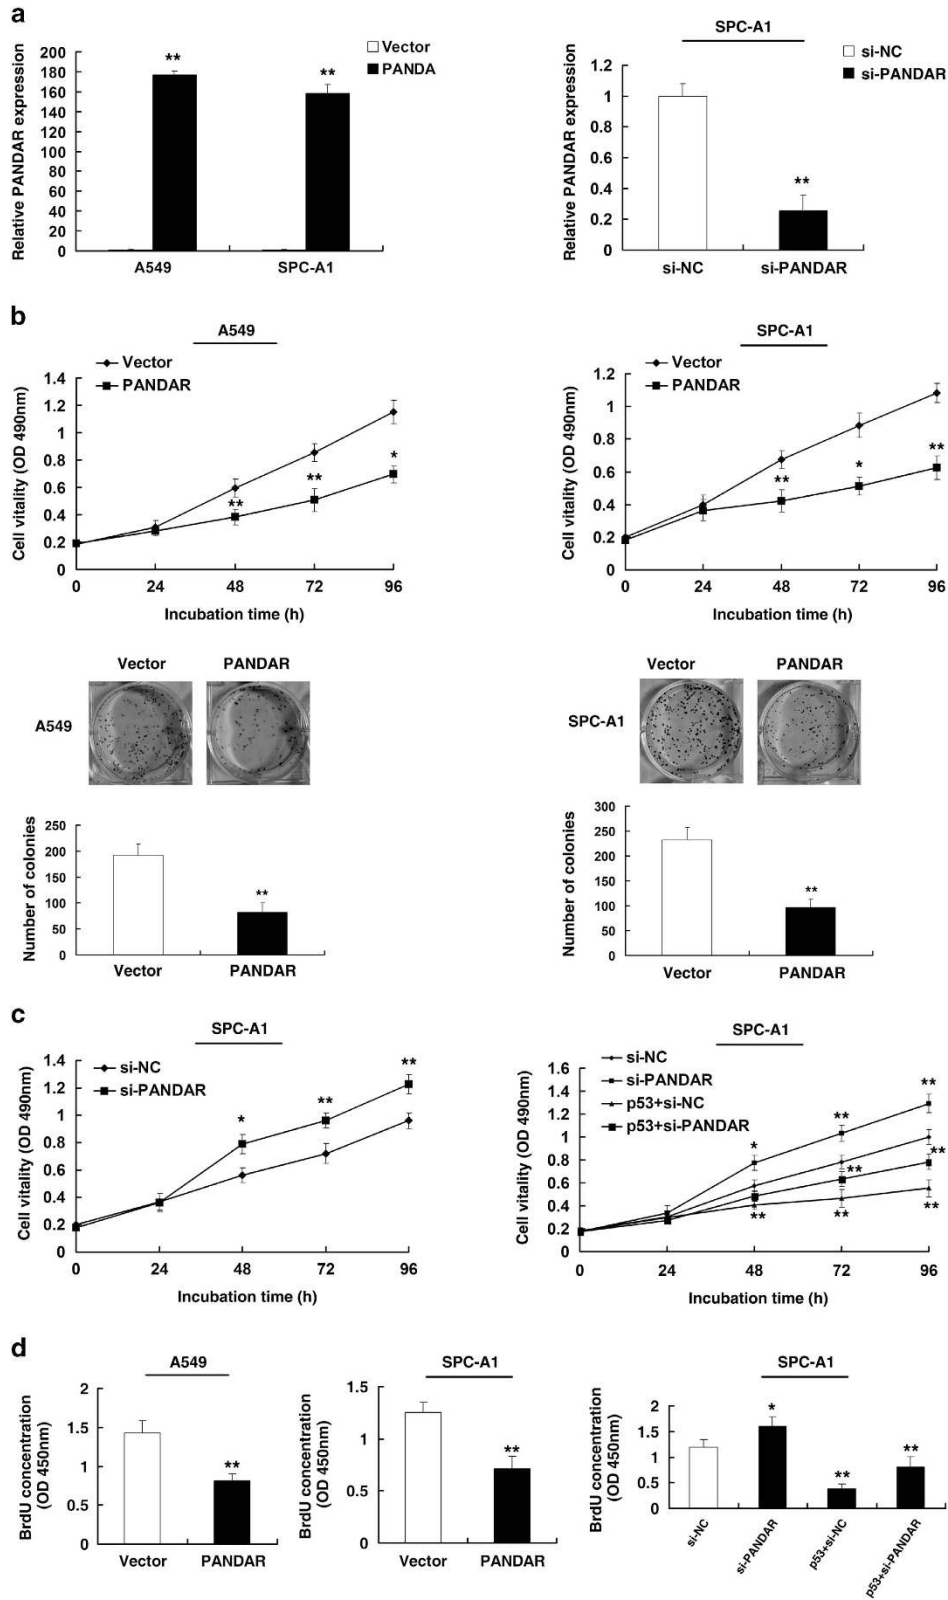 a
Relative PANDAR expression
200
180
160
140
120
100
80
60
40
20
0
**
**
A549
SPC-A1
Vector
PANDA
SPC-A1
si-NC
si-PANDAR
Relative PANDAR expression
1.2
1
0.8
0.6
0.4
0.2
0
**
si-NC
si-PANDAR
b
A549
Vector
PANDAR
Cell vitality (OD 490nm)
1.4
1.2
1
0.8
0.6
0.4
0.2
0
**
**
*
0
24
48
72
96
Incubation time (h)
SPC-A1
Vector
PANDAR
Cell vitality (OD 490nm)
1.2
1
0.8
0.6
0.4
0.2
0
**
*
**
0
24
48
72
96
Incubation time (h)
Vector
PANDAR
A549
Number of colonies
250
200
150
100
50
0
**
Vector
PANDAR
Vector
PANDAR
SPC-A1
Number of colonies
300
250
200
150
100
50
0
**
Vector
PANDAR
c
SPC-A1
si-NC
si-PANDAR
Cell vitality (OD 490nm)
1.4
1.2
1
0.8
0.6
0.4
0.2
0
*
**
**
0
24
48
72
96
Incubation time (h)
SPC-A1
si-NC
si-PANDAR
p53+si-NC
p53+si-PANDAR
Cell vitality (OD 490nm)
1.6
1.4
1.2
1
0.8
0.6
0.4
0.2
0
*
**
**
**
**
**
**
**
0
24
48
72
96
Incubation time (h)
d
A549
BrdU concentration
(OD 450nm)
2
1.5
1
0.5
0
**
Vector
PANDAR
SPC-A1
BrdU concentration
(OD 450nm)
1.5
1
0.5
0
**
Vector
PANDAR
SPC-A1
BrdU concentration
(OD 450nm)
2
1.5
1
0.5
0
*
**
**
si-NC
si-PANDAR
p53+si-NC
p53+si-PANDAR